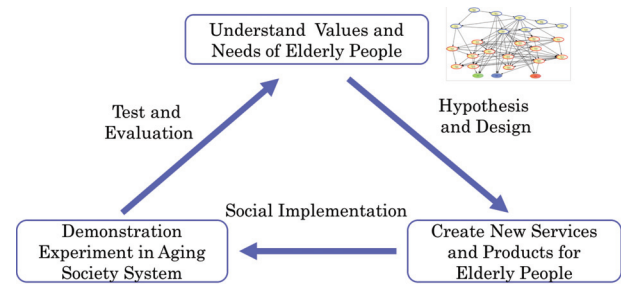 Understand Values and
Needs of Elderly People
Test and
Evaluation
Hypothesis
and Design
Social Implementation
Demonstration
Experiment in Aging
Society System
Create New Services
and Products for
Elderly People